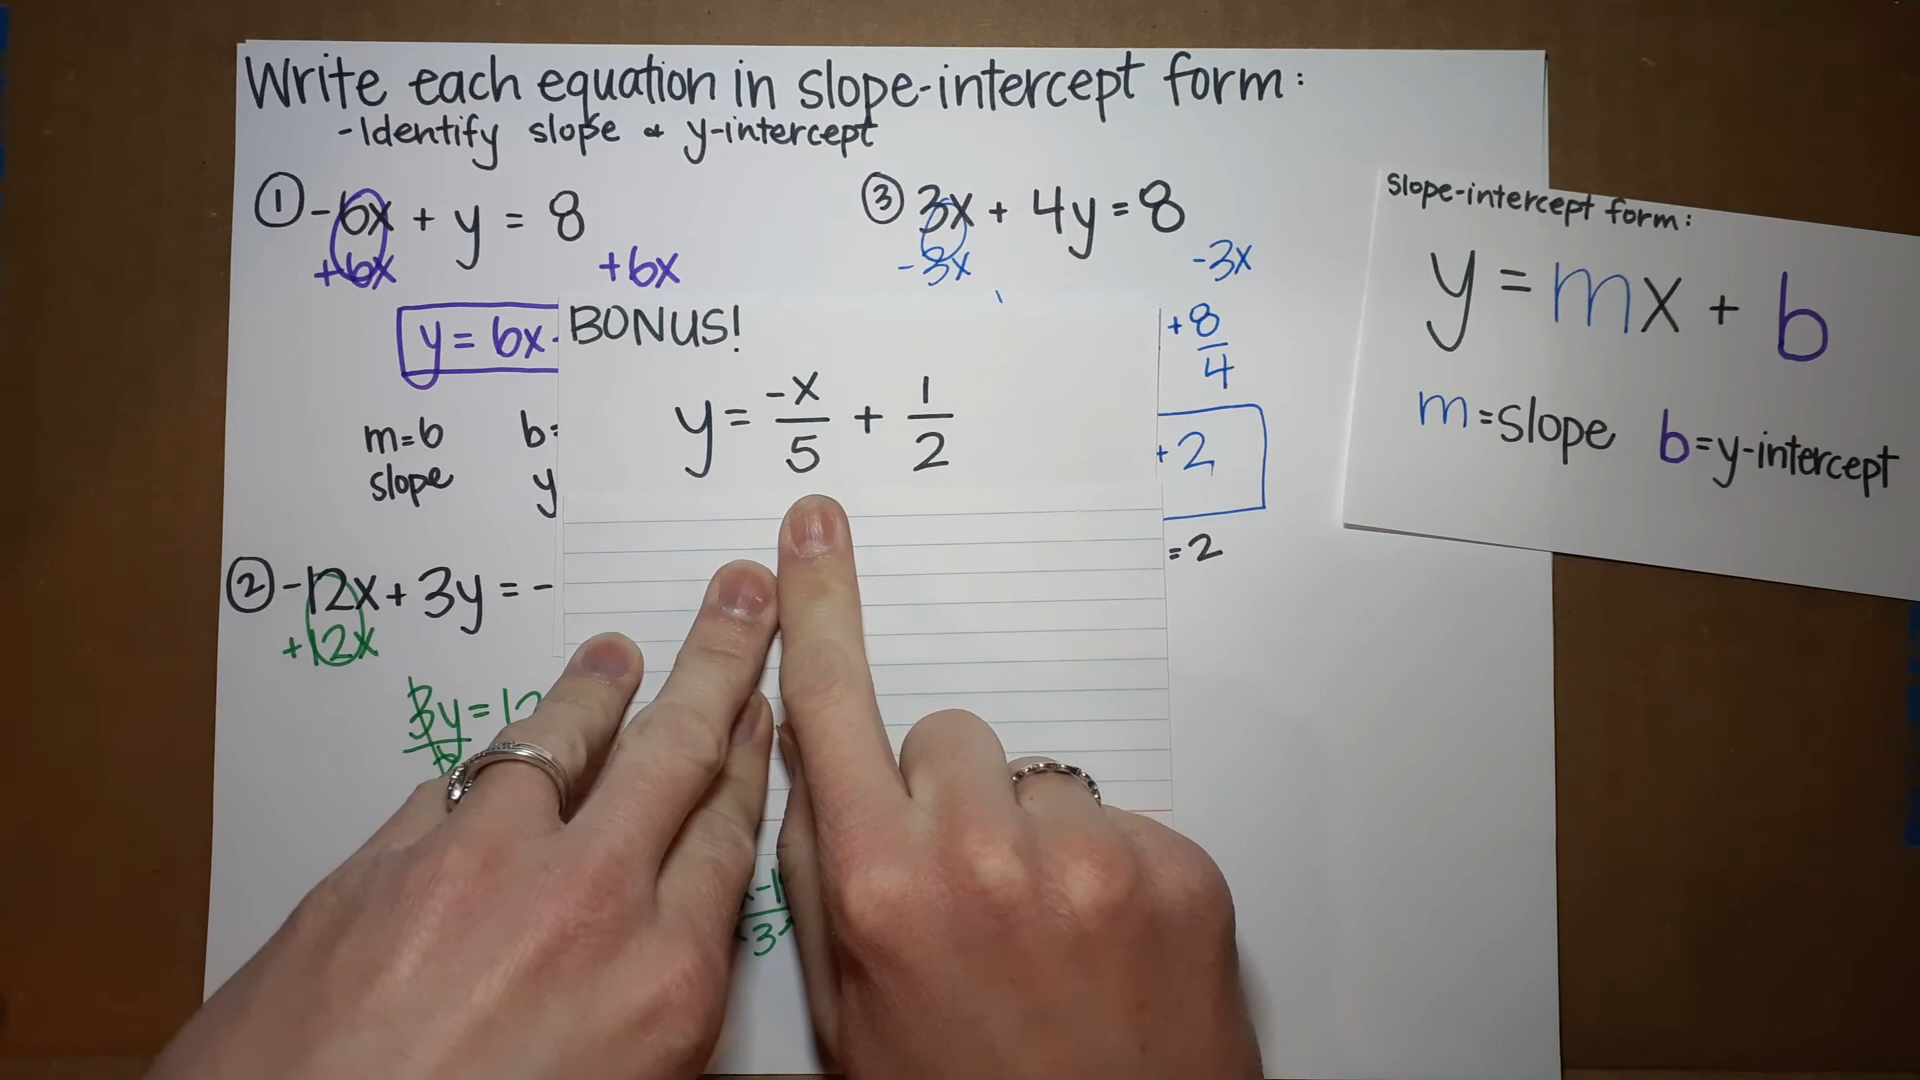 Write each equation in slope-intercept form:
-Identify slope & y-intercept
① -6x + y = 8
+6x +6x
y = 6x
m=6 b=
slope y
② -12x + 3y = -
+12x
3y = 12
③ 3x + 4y = 8
-3x -3x
+ 8/4
+ 2
= 2
BONUS!
y = -x/5 + 1/2
3
slope-intercept form:
y = mx + b
m=slope b=y-intercept